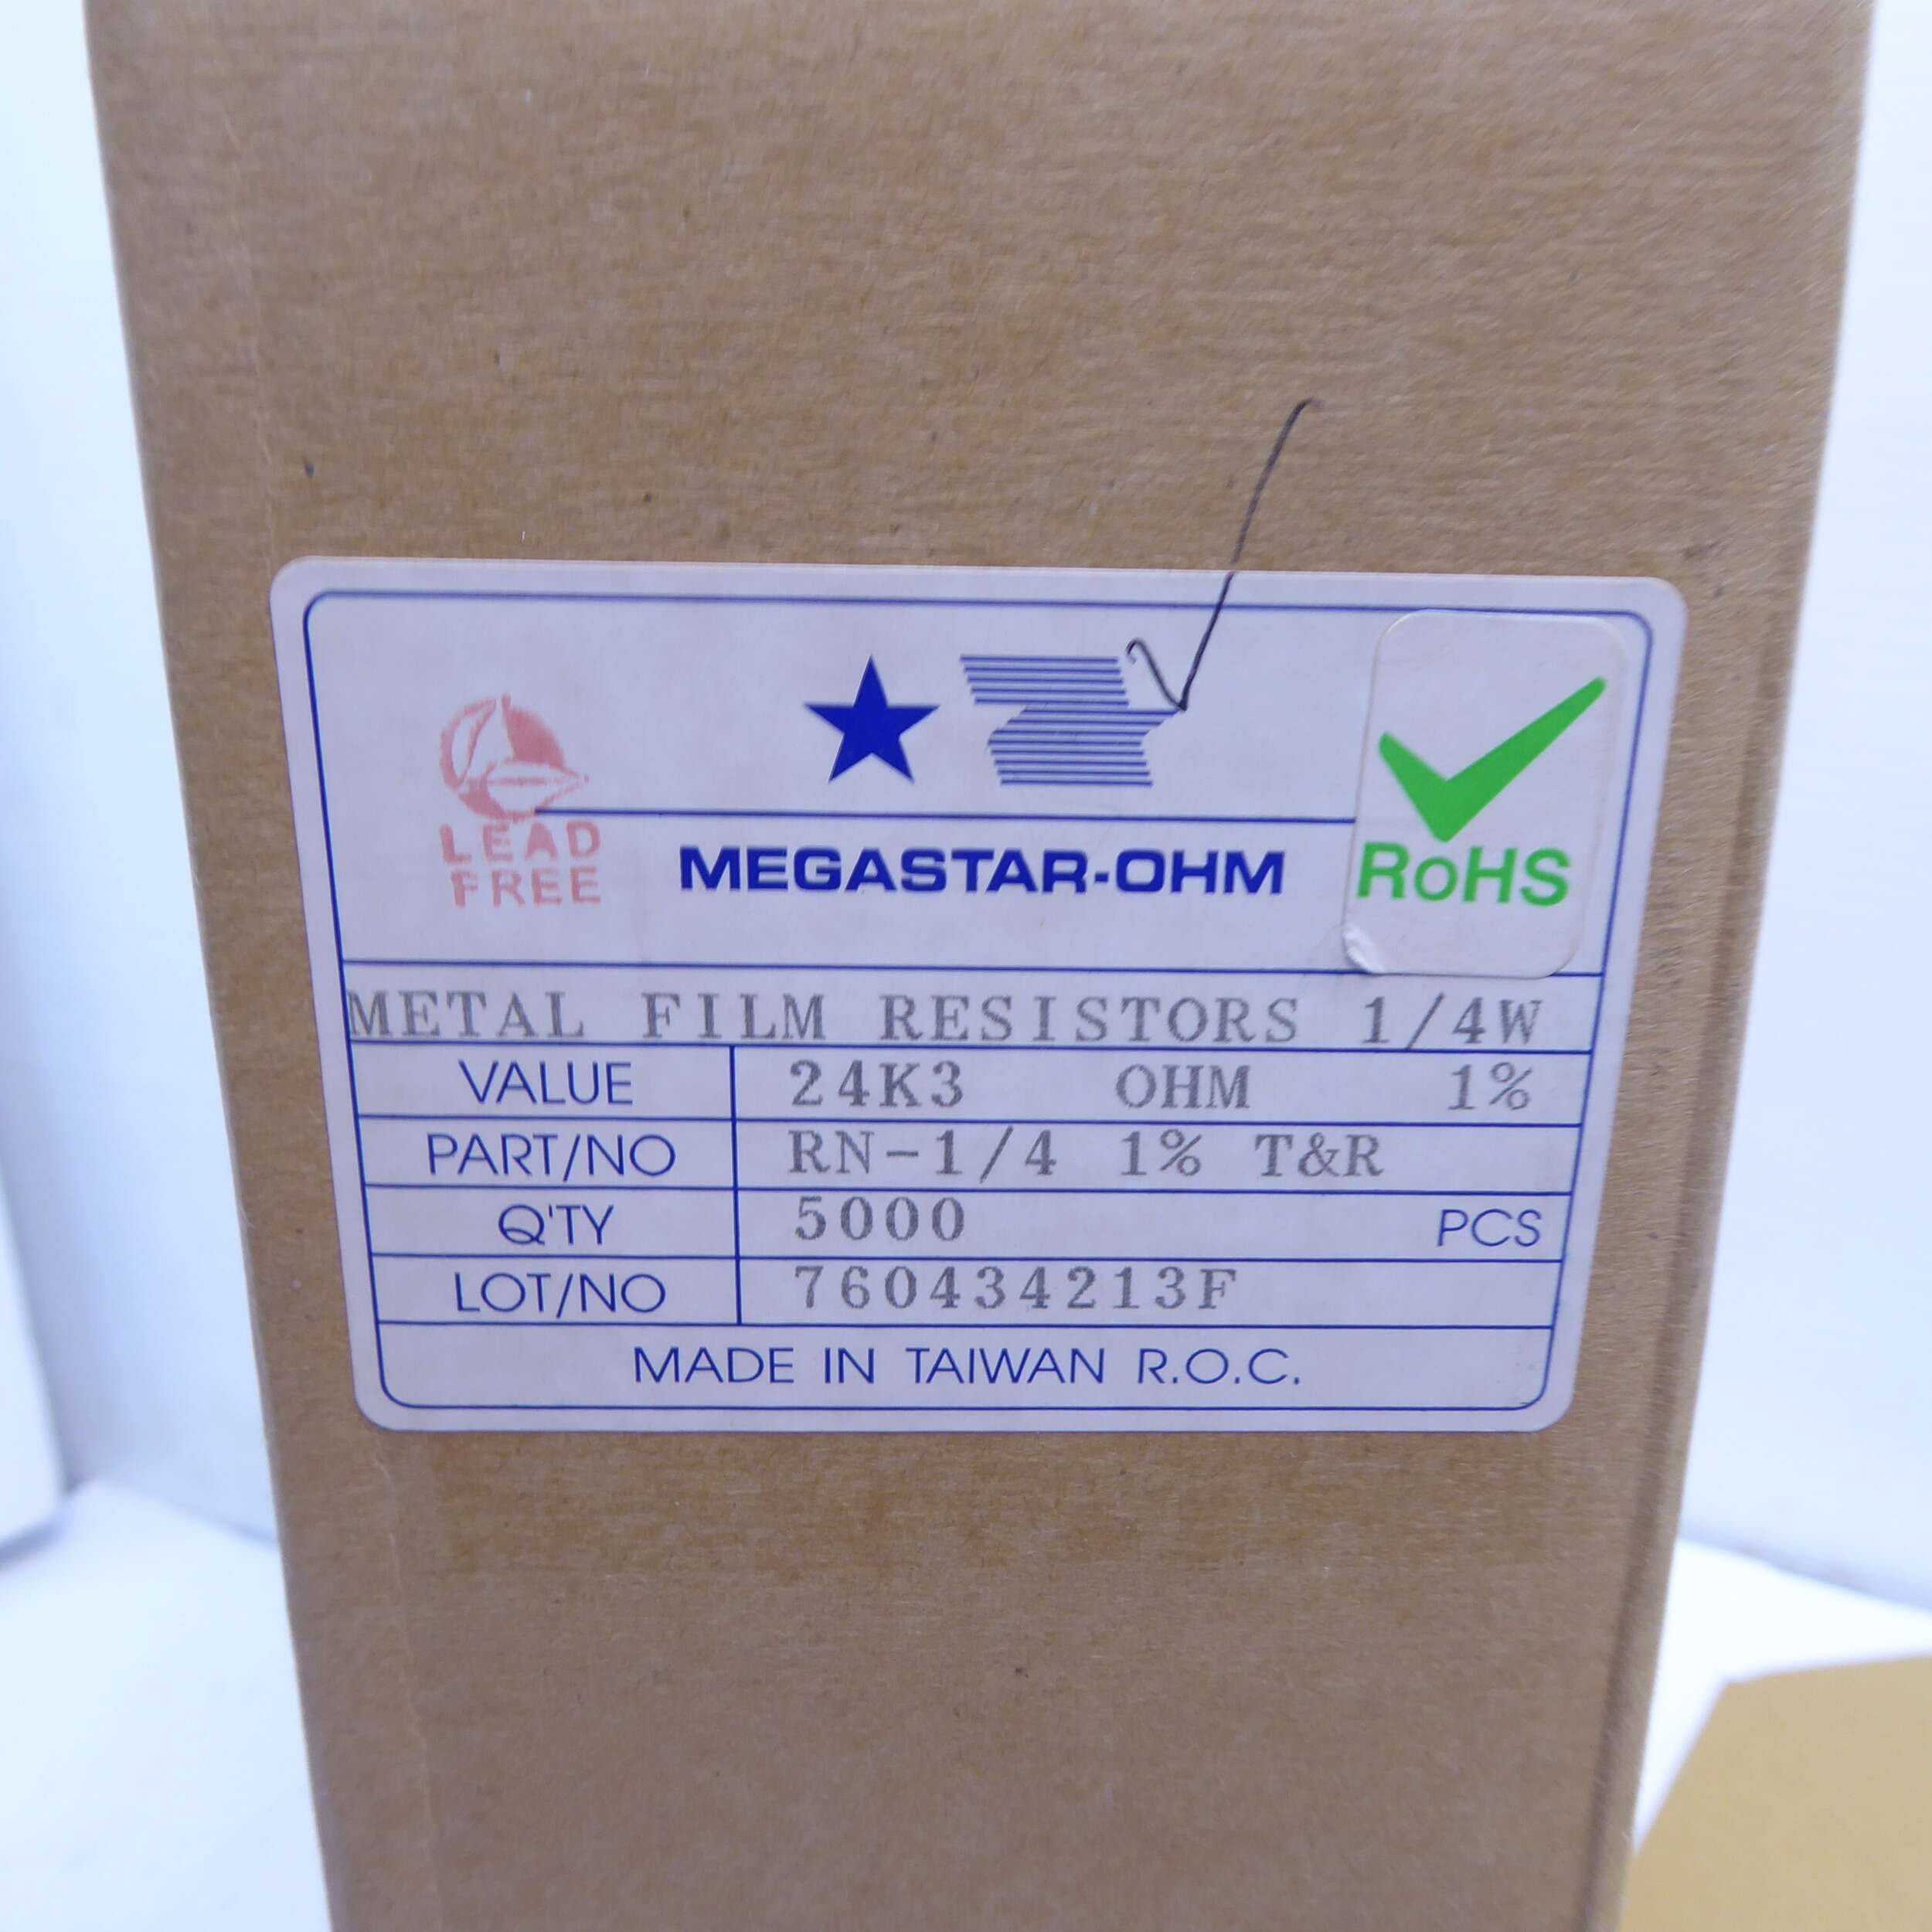 LEAD
FREE
MEGASTAR-OHM
RoHS
METAL FILM RESISTORS 1/4W
VALUE 24K3 OHM 1%
PART/NO RN-1/4 1% T&R
Q'TY 5000 PCS
LOT/NO 760434213F
MADE IN TAIWAN R.O.C.